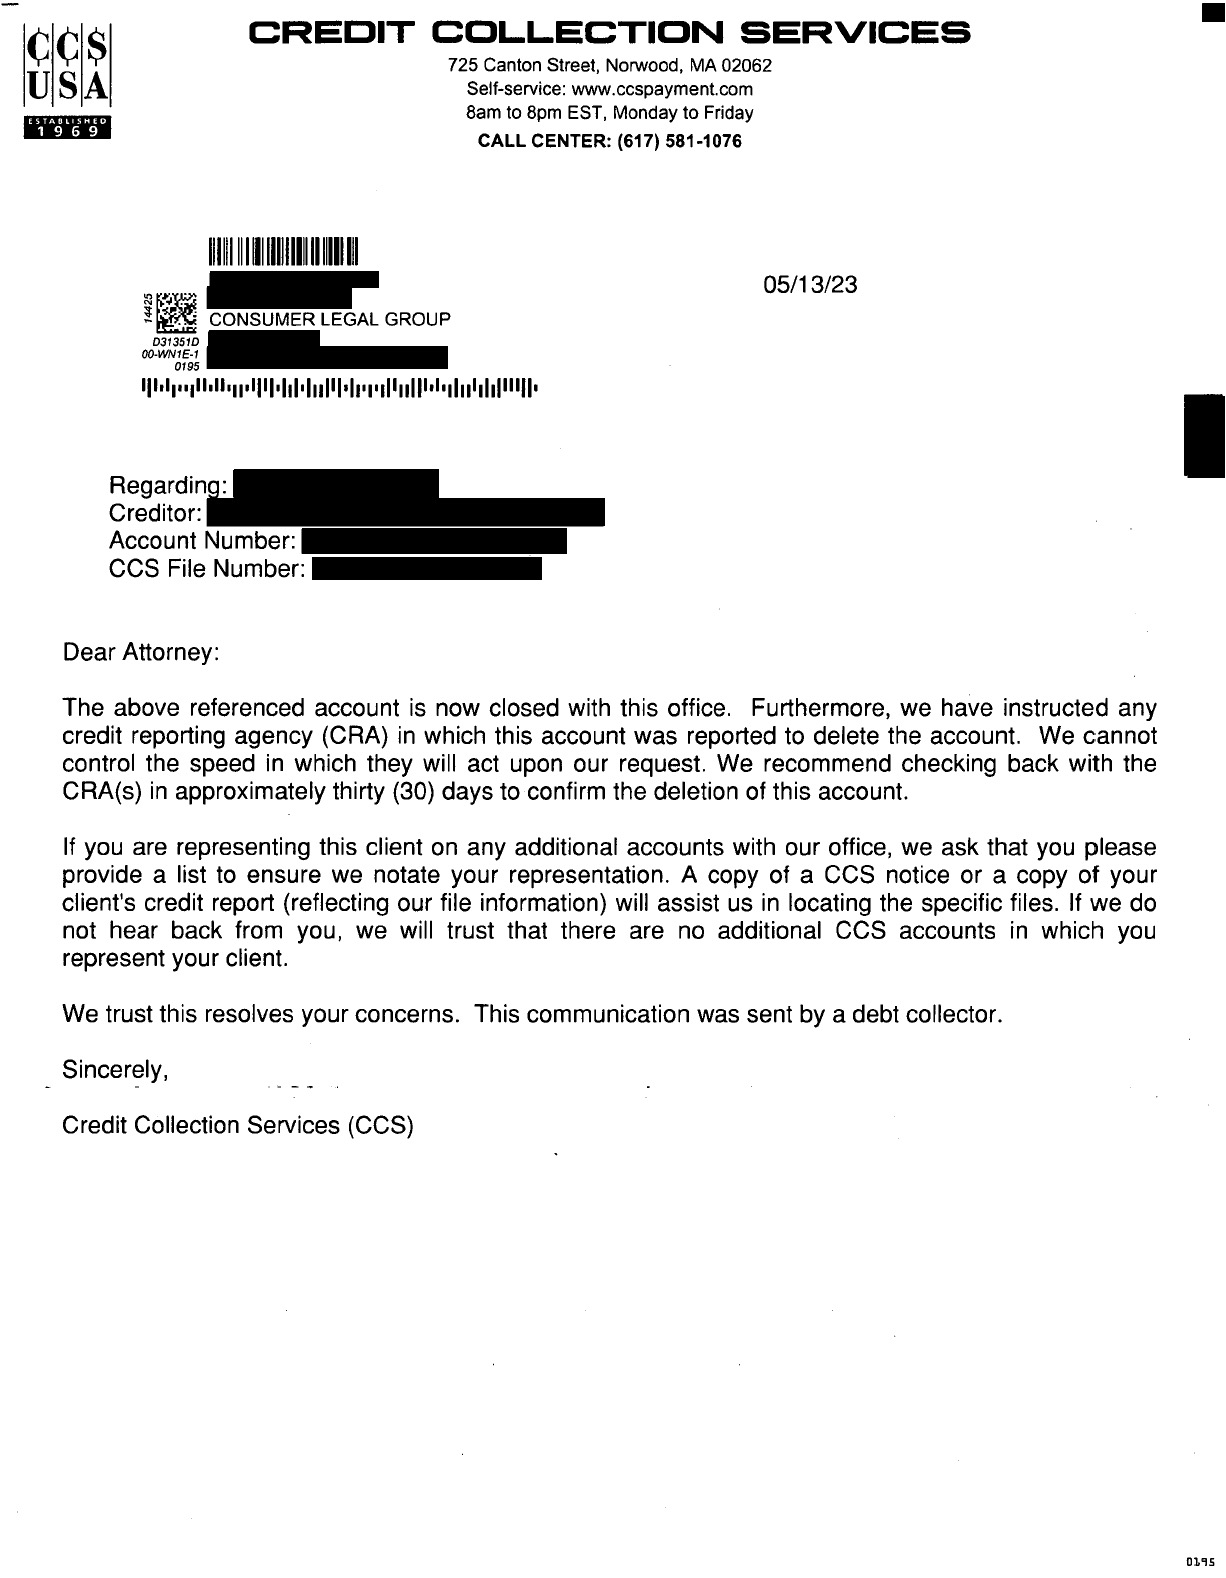 CCS
USA
ESTABLISHED
1969
CREDIT COLLECTION SERVICES
725 Canton Street, Norwood, MA 02062
Self-service: www.ccspayment.com
8am to 8pm EST, Monday to Friday
CALL CENTER: (617) 581-1076
05/13/23
14425
CONSUMER LEGAL GROUP
D31351D
00-WN1E-1
0195
Regarding:
Creditor:
Account Number:
CCS File Number:
Dear Attorney:
The above referenced account is now closed with this office. Furthermore, we have instructed any
credit reporting agency (CRA) in which this account was reported to delete the account. We cannot
control the speed in which they will act upon our request. We recommend checking back with the
CRA(s) in approximately thirty (30) days to confirm the deletion of this account.
If you are representing this client on any additional accounts with our office, we ask that you please
provide a list to ensure we notate your representation. A copy of a CCS notice or a copy of your
client's credit report (reflecting our file information) will assist us in locating the specific files. If we do
not hear back from you, we will trust that there are no additional CCS accounts in which you
represent your client.
We trust this resolves your concerns. This communication was sent by a debt collector.
Sincerely,
Credit Collection Services (CCS)
0195